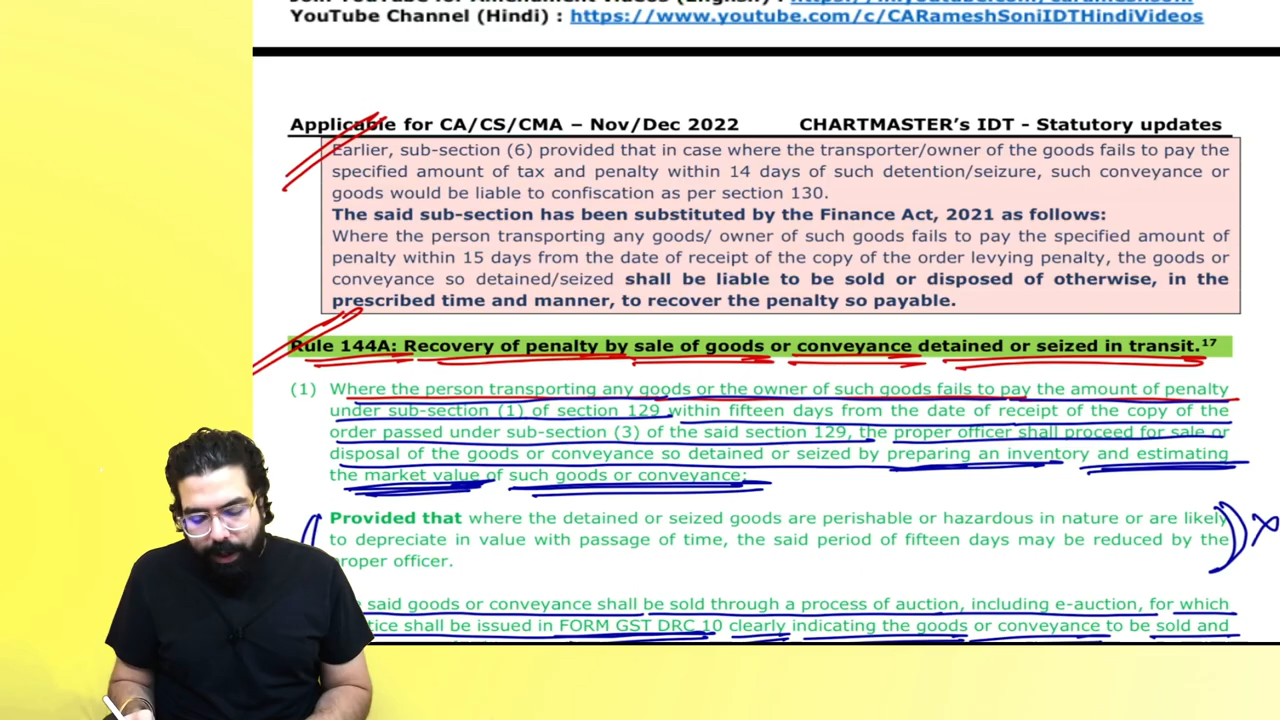 YouTube Channel (Hindi) : https://www.youtube.com/c/CARameshSoniIDTHindiVideos
Applicable for CA/CS/CMA – Nov/Dec 2022 CHARTMASTER's IDT - Statutory updates
Earlier, sub-section (6) provided that in case where the transporter/owner of the goods fails to pay the
specified amount of tax and penalty within 14 days of such detention/seizure, such conveyance or
goods would be liable to confiscation as per section 130.
The said sub-section has been substituted by the Finance Act, 2021 as follows:
Where the person transporting any goods/ owner of such goods fails to pay the specified amount of
penalty within 15 days from the date of receipt of the copy of the order levying penalty, the goods or
conveyance so detained/seized shall be liable to be sold or disposed of otherwise, in the
prescribed time and manner, to recover the penalty so payable.
Rule 144A: Recovery of penalty by sale of goods or conveyance detained or seized in transit.17
(1) Where the person transporting any goods or the owner of such goods fails to pay the amount of penalty
under sub-section (1) of section 129 within fifteen days from the date of receipt of the copy of the
order passed under sub-section (3) of the said section 129, the proper officer shall proceed for sale or
disposal of the goods or conveyance so detained or seized by preparing an inventory and estimating
the market value of such goods or conveyance:
Provided that where the detained or seized goods are perishable or hazardous in nature or are likely
to depreciate in value with passage of time, the said period of fifteen days may be reduced by the
proper officer.
said goods or conveyance shall be sold through a process of auction, including e-auction, for which
shall be issued in FORM GST DRC 10 clearly indicating the goods or conveyance to be sold and